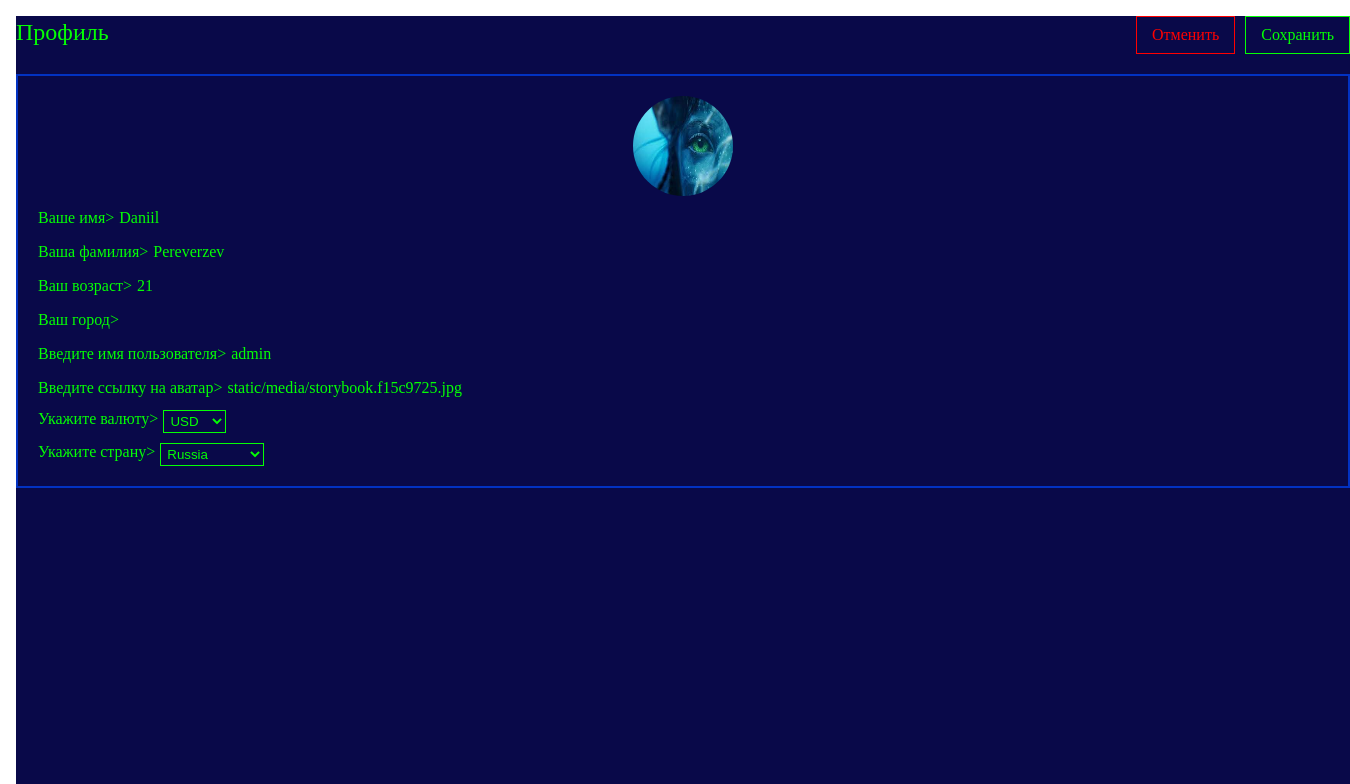 Профиль
Отменить
Сохранить
Ваше имя> Daniil
Ваша фамилия> Pereverzev
Ваш возраст> 21
Ваш город>
Введите имя пользователя> admin
Введите ссылку на аватар> static/media/storybook.f15c9725.jpg
Укажите валюту> USD
Укажите страну> Russia